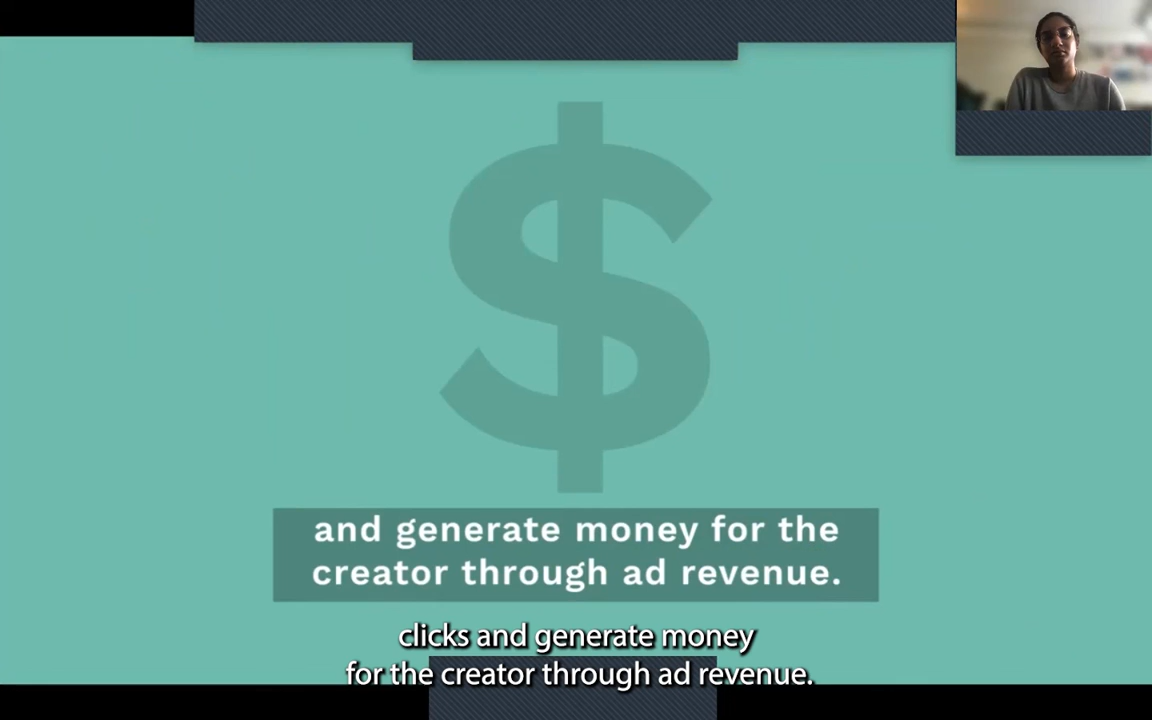 $
and generate money for the
creator through ad revenue.
clicks and generate money
for the creator through ad revenue.